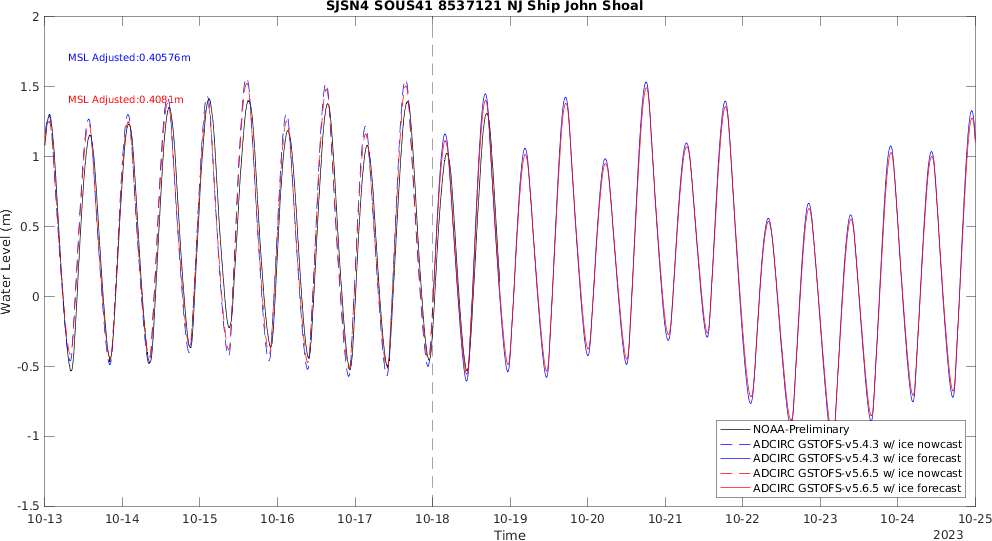 SJSN4 SOUS41 8537121 NJ Ship John Shoal
MSL Adjusted:0.40576m
MSL Adjusted:0.4081m
Water Level (m)
2
1.5
1
0.5
0
-0.5
-1
-1.5
NOAA-Preliminary
ADCIRC GSTOFS-v5.4.3 w/ ice nowcast
ADCIRC GSTOFS-v5.4.3 w/ ice forecast
ADCIRC GSTOFS-v5.6.5 w/ ice nowcast
ADCIRC GSTOFS-v5.6.5 w/ ice forecast
10-13 10-14 10-15 10-16 10-17 10-18 10-19 10-20 10-21 10-22 10-23 10-24 10-25
Time
2023